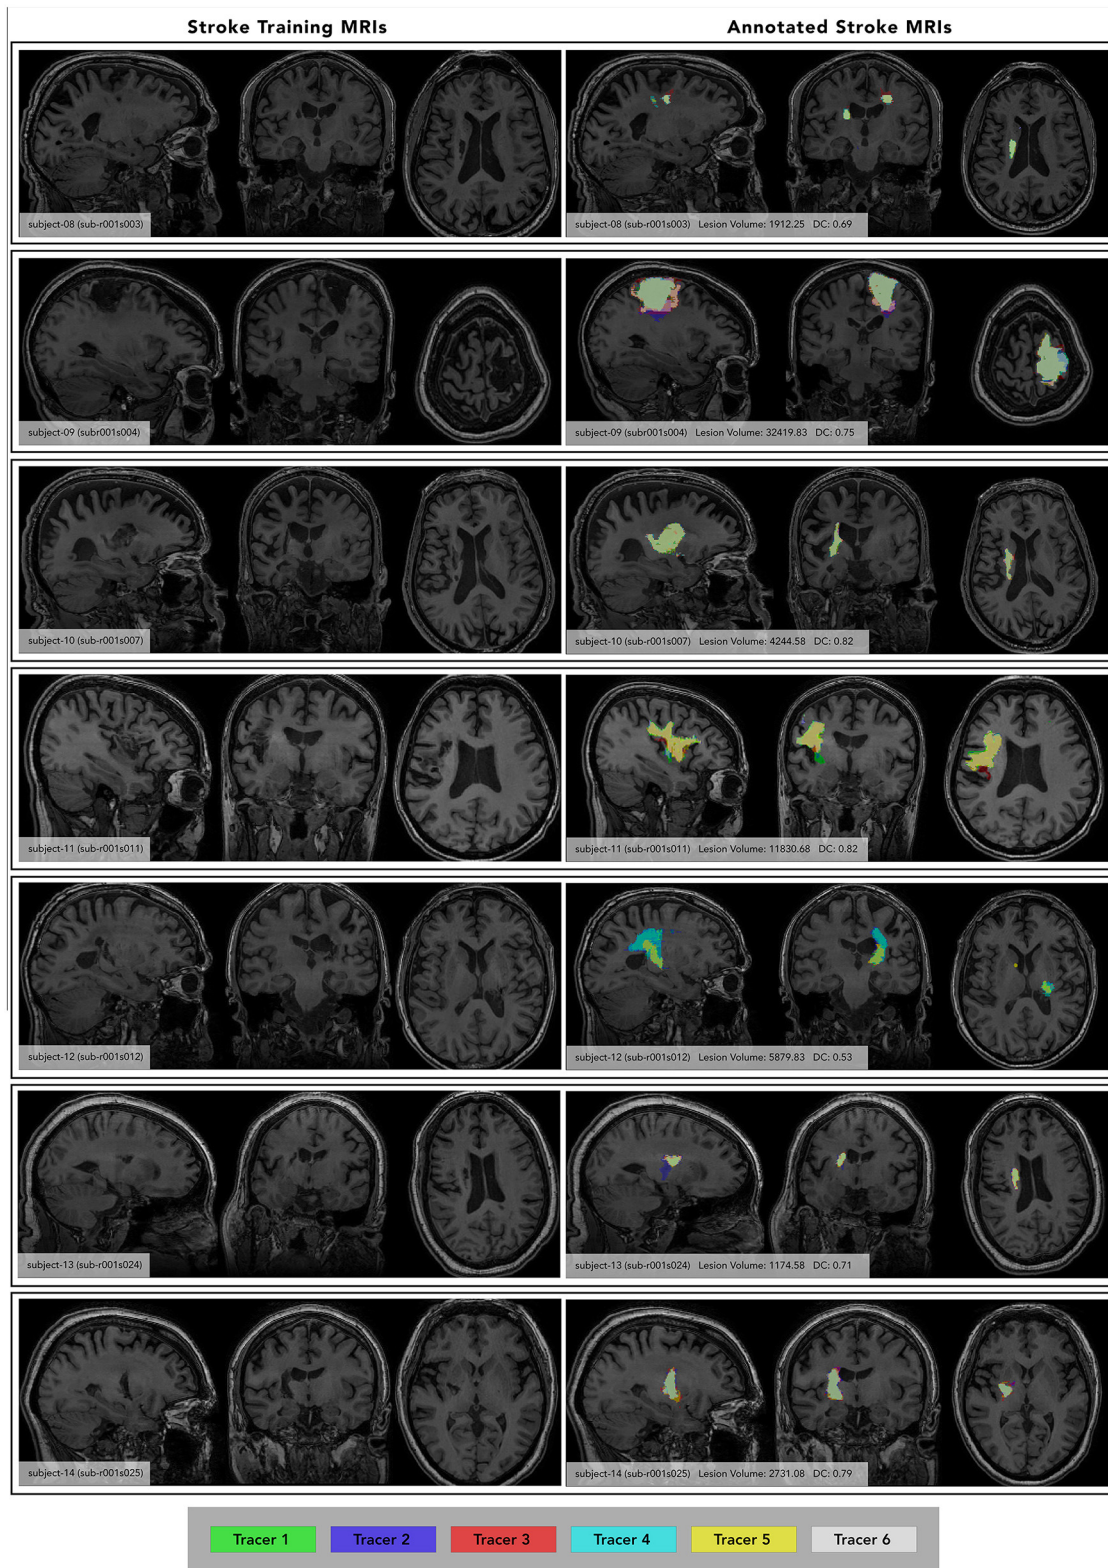 Stroke Training MRIs Annotated Stroke MRIs
subject-08 (sub-r001s003)
subject-08 (sub-r001s003) Lesion Volume: 1912.25 DC: 0.69
subject-09 (subr001s004)
subject-09 (subr001s004) Lesion Volume: 32419.83 DC: 0.75
subject-10 (sub-r001s007)
subject-10 (sub-r001s007) Lesion Volume: 4244.58 DC: 0.82
subject-11 (sub-r001s011)
subject-11 (sub-r001s011) Lesion Volume: 11830.68 DC: 0.82
subject-12 (sub-r001s012)
subject-12 (sub-r001s012) Lesion Volume: 5879.83 DC: 0.53
subject-13 (sub-r001s024)
subject-13 (sub-r001s024) Lesion Volume: 1174.58 DC: 0.71
subject-14 (sub-r001s025)
subject-14 (sub-r001s025) Lesion Volume: 2731.08 DC: 0.79
Tracer 1 Tracer 2 Tracer 3 Tracer 4 Tracer 5 Tracer 6